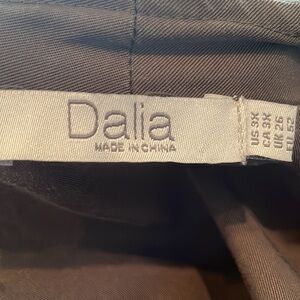 Dalia
MADE IN CHINA
US 3X
CA 3X
UK 26
EU 52